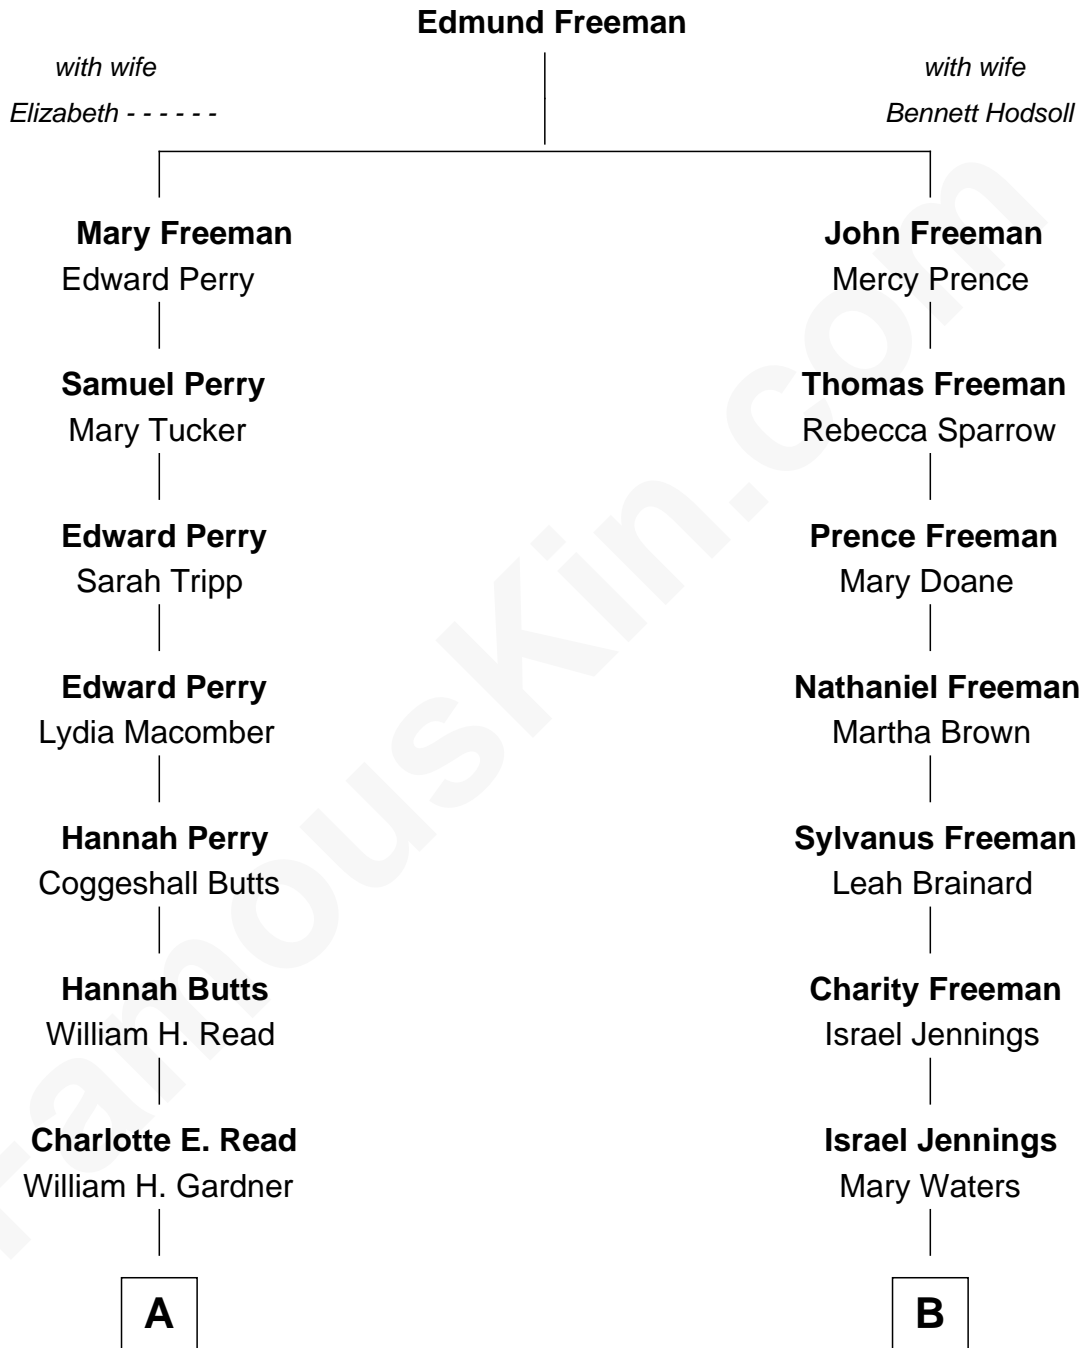 Edmund Freeman
with wife
Elizabeth - - - - - -
with wife
Bennett Hodsoll
Mary Freeman
Edward Perry
John Freeman
Mercy Prence
Samuel Perry
Mary Tucker
Thomas Freeman
Rebecca Sparrow
Edward Perry
Sarah Tripp
Prence Freeman
Mary Doane
Edward Perry
Lydia Macomber
Nathaniel Freeman
Martha Brown
Hannah Perry
Coggeshall Butts
Sylvanus Freeman
Leah Brainard
Hannah Butts
William H. Read
Charity Freeman
Israel Jennings
Charlotte E. Read
William H. Gardner
Israel Jennings
Mary Waters
A
B
FamousKin.com